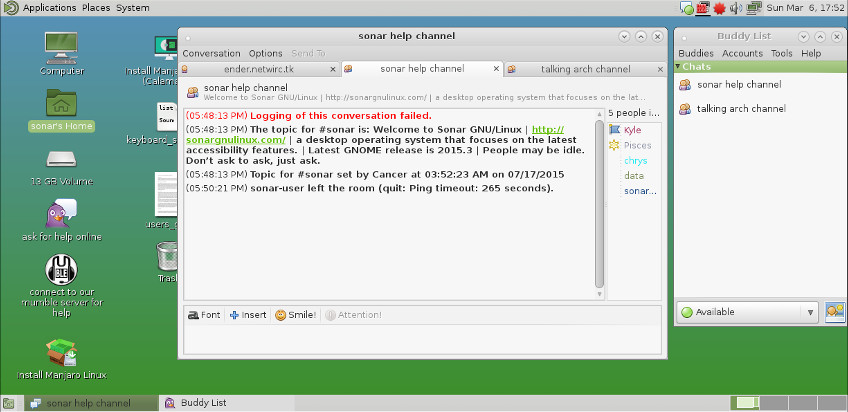 Applications Places System
Sun Mar 6, 17:52
Computer
sonar's Home
13 GB Volume
ask for help online
connect to our
mumble server for
help
Install Manjaro Linux
Install Manja
(Calama
keyboard_s
users_
Trash
sonar help channel
Conversation Options Send To
ender.netwirc.tk
sonar help channel
talking arch channel
sonar help channel
Welcome to Sonar GNU/Linux | http://sonargnulinux.com/ | a desktop operating system that focuses on the lat...
(05:48:13 PM) Logging of this conversation failed.
(05:48:13 PM) The topic for #sonar is: Welcome to Sonar GNU/Linux | http://
sonargnulinux.com/ | a desktop operating system that focuses on the latest
accessibility features. | Latest GNOME release is 2015.3 | People may be idle.
Don't ask to ask, just ask.
(05:48:13 PM) Topic for #sonar set by Cancer at 03:52:23 AM on 07/17/2015
(05:50:21 PM) sonar-user left the room (quit: Ping timeout: 265 seconds).
5 people i...
Kyle
Pisces
chrys
data
sonar...
Font Insert Smile! Attention!
Buddy List
Buddies Accounts Tools Help
Chats
sonar help channel
talking arch channel
Available
sonar help channel
Buddy List